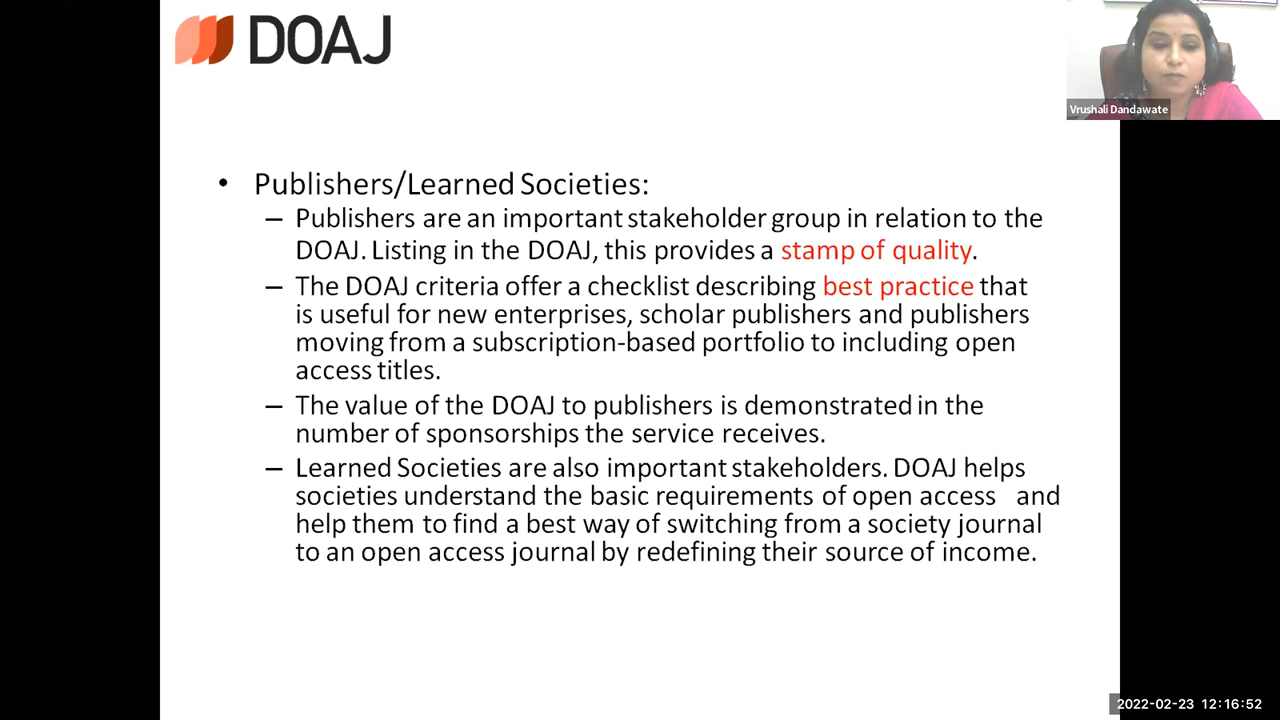 DOAJ
Vrushali Dandawate
• Publishers/Learned Societies:
– Publishers are an important stakeholder group in relation to the
DOAJ. Listing in the DOAJ, this provides a stamp of quality.
– The DOAJ criteria offer a checklist describing best practice that
is useful for new enterprises, scholar publishers and publishers
moving from a subscription-based portfolio to including open
access titles.
– The value of the DOAJ to publishers is demonstrated in the
number of sponsorships the service receives.
– Learned Societies are also important stakeholders. DOAJ helps
societies understand the basic requirements of open access and
help them to find a best way of switching from a society journal
to an open access journal by redefining their source of income.
2022-02-23 12:16:52